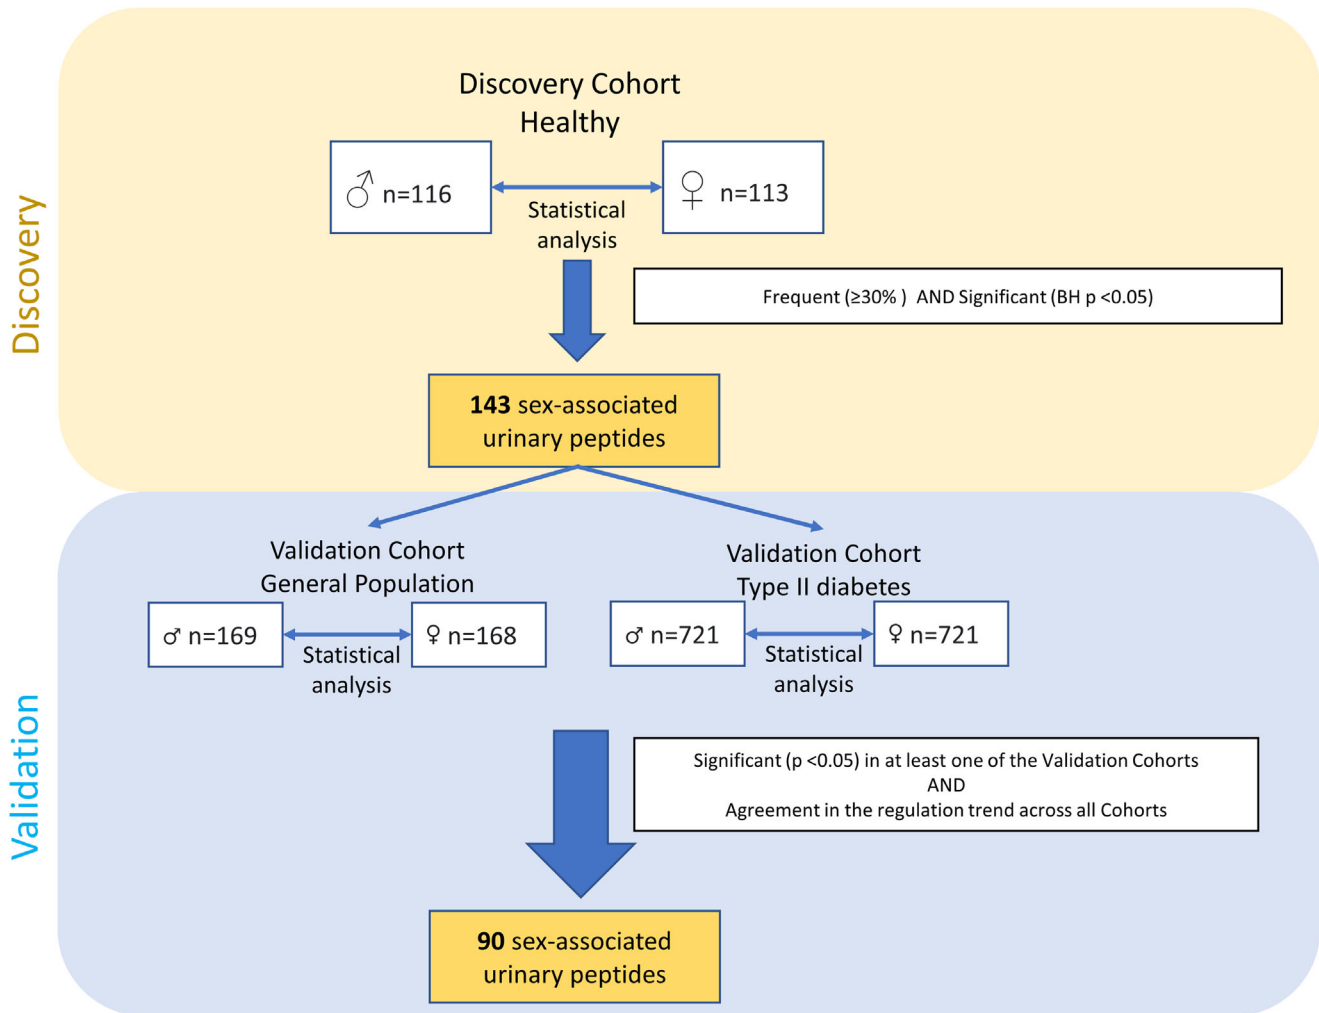 Discovery
Discovery Cohort
Healthy
♂ n=116
♀ n=113
Statistical
analysis
Frequent (≥30% ) AND Significant (BH p <0.05)
143 sex-associated
urinary peptides
Validation
Validation Cohort
General Population
♂ n=169
♀ n=168
Statistical
analysis
Validation Cohort
Type II diabetes
♂ n=721
♀ n=721
Statistical
analysis
Significant (p <0.05) in at least one of the Validation Cohorts
AND
Agreement in the regulation trend across all Cohorts
90 sex-associated
urinary peptides